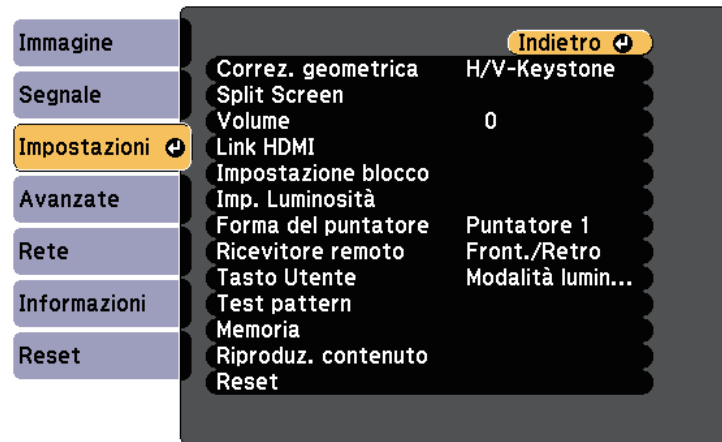 Immagine
Segnale
Impostazioni
Avanzate
Rete
Informazioni
Reset
Indietro
Correz. geometrica H/V-Keystone
Split Screen
Volume 0
Link HDMI
Impostazione blocco
Imp. Luminosità
Forma del puntatore Puntatore 1
Ricevitore remoto Front./Retro
Tasto Utente Modalità lumin...
Test pattern
Memoria
Riproduz. contenuto
Reset